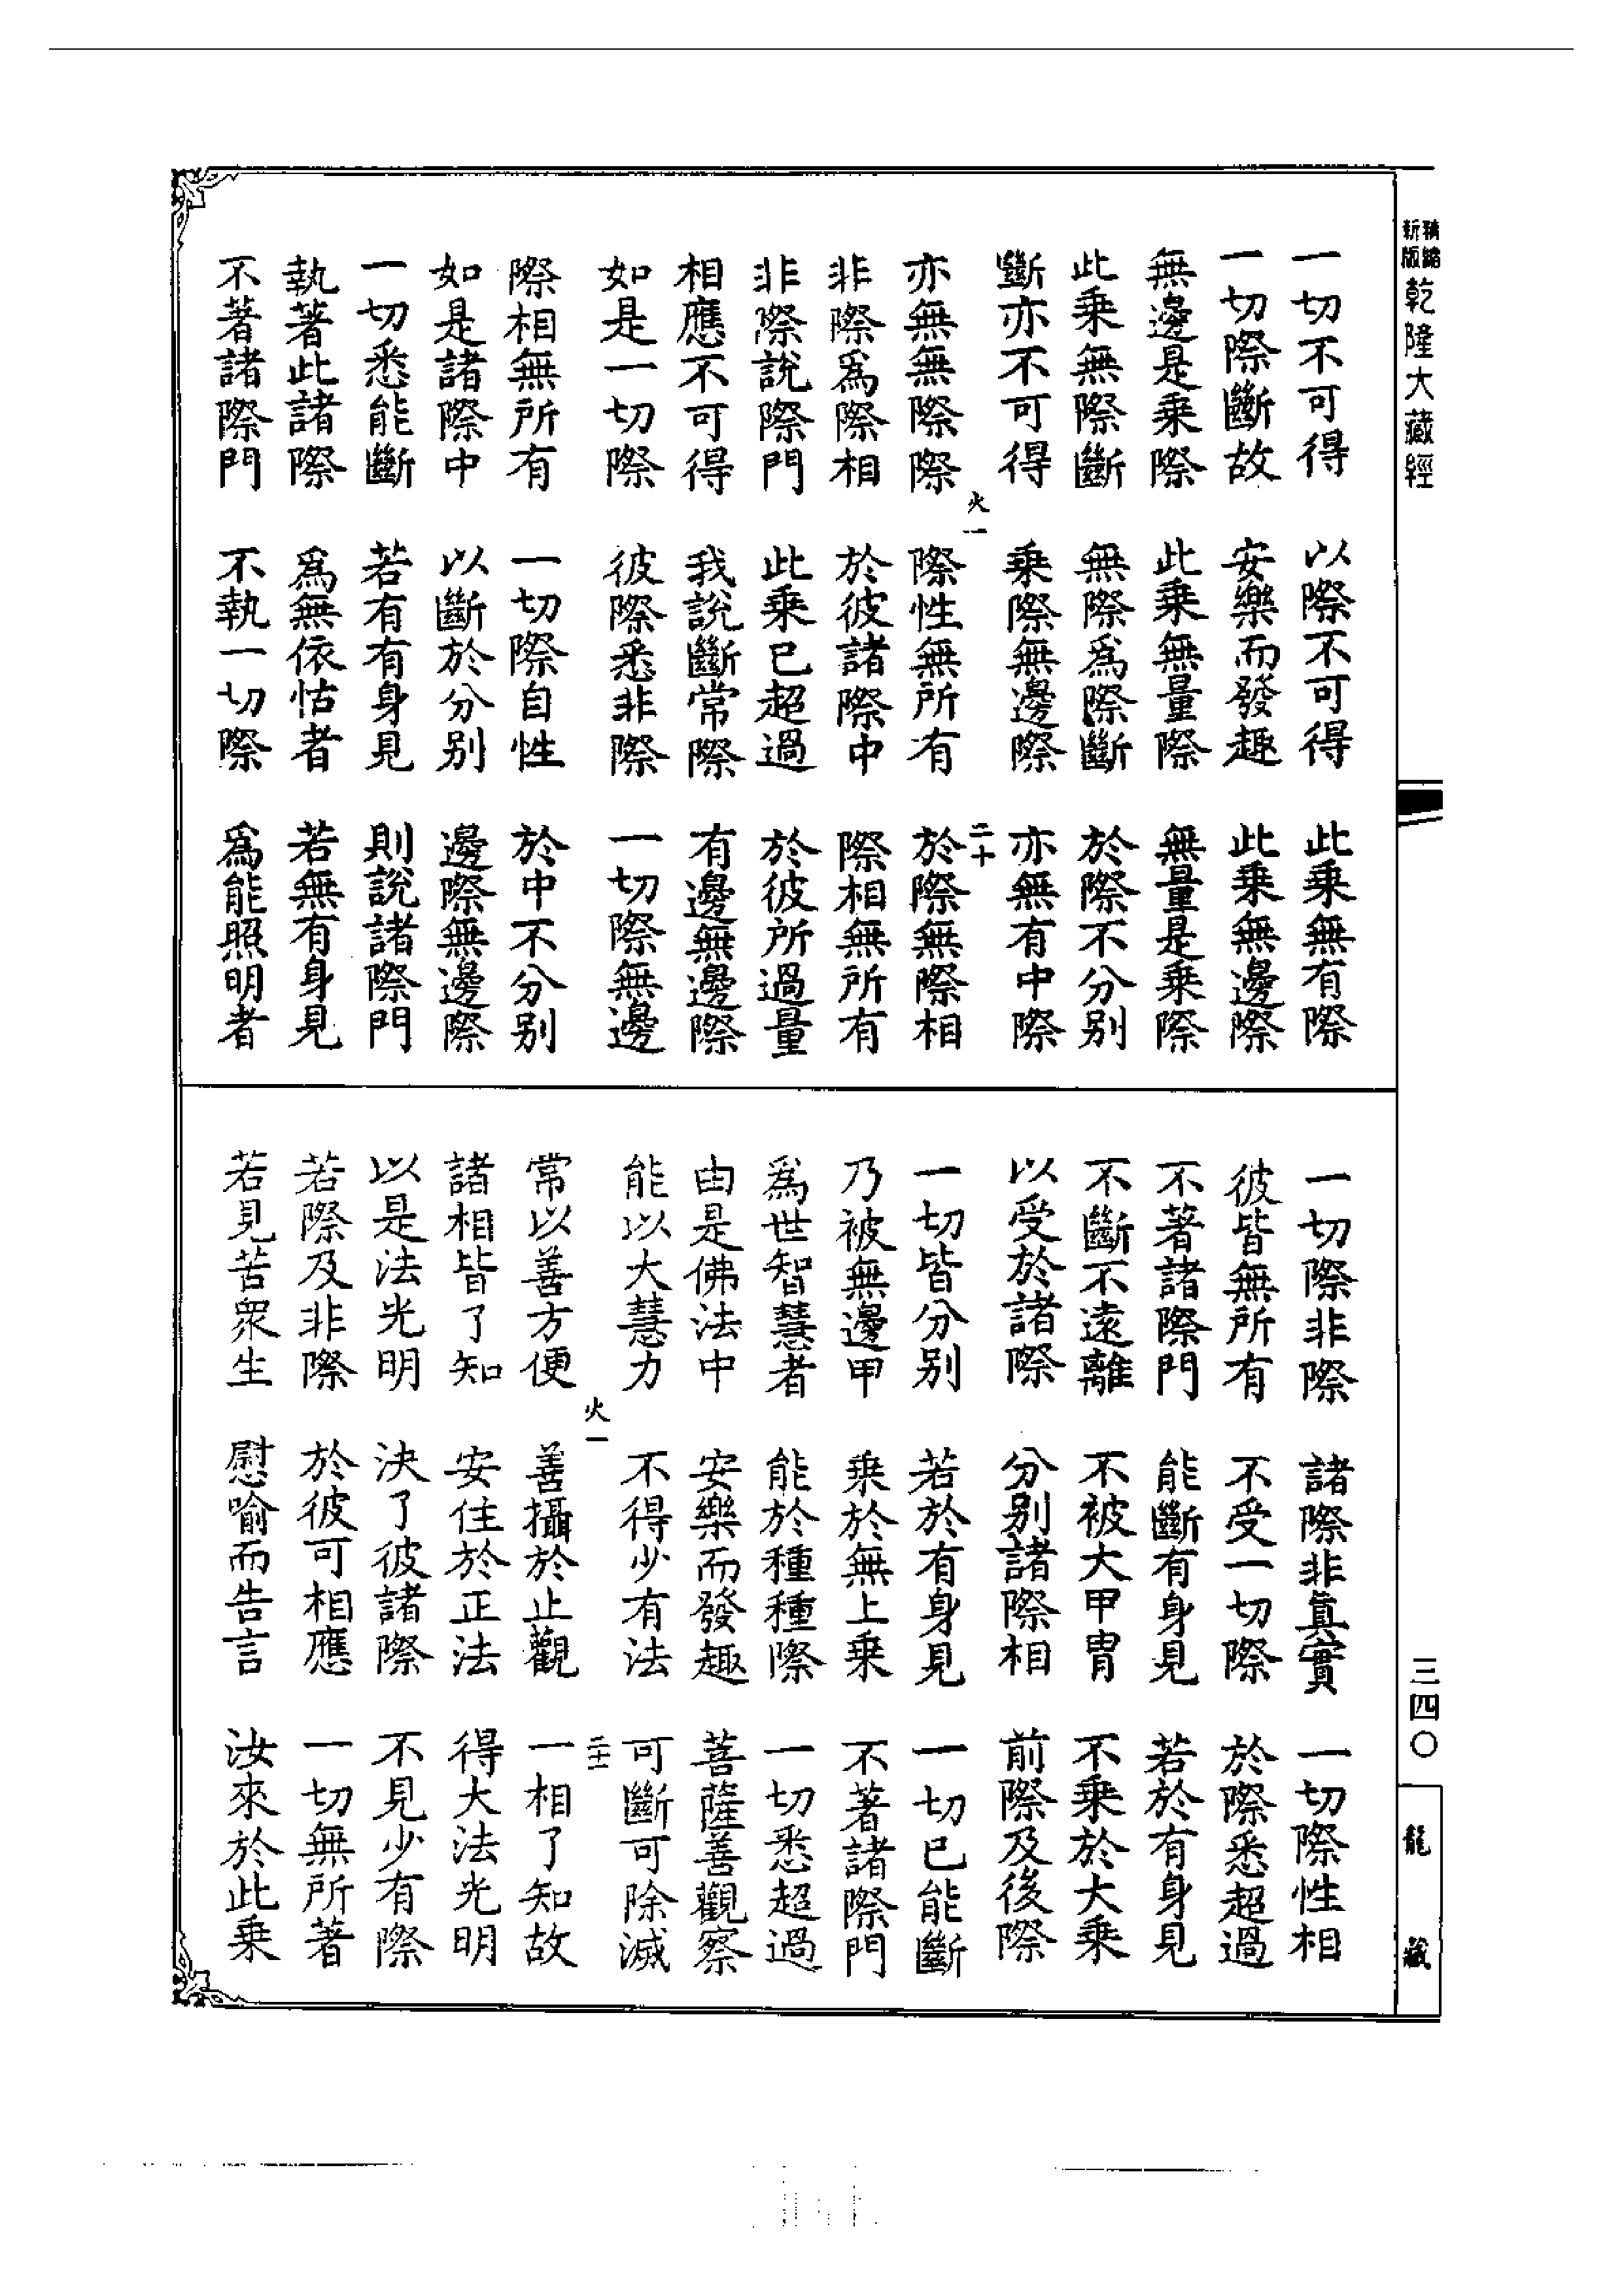 精縮新版乾隆大藏經
一切不可得　以際不可得　此乘無有際
一切際斷故　安樂而發趣　此乘無邊際
無邊是乘際　此乘無量際　無量是乘際
此乘無際斷　無際爲際斷　於際不分别
斷亦不可得　乘際無邊際　亦無有中際
火一　二十
亦無無際際　際性無所有　於際無際相
非際爲際相　於彼諸際中　際相無所有
非際說際門　此乘已超過　於彼所過量
相應不可得　我說斷常際　有邊無邊際
如是一切際　彼際悉非際　一切際無邊
際相無所有　一切際自性　於中不分别
如是諸際中　以斷於分别　邊際無邊際
一切悉能斷　若有有身見　則說諸際門
執著此諸際　爲無依怙者　若無有身見
不著諸際門　不執一切際　爲能照明者
一切際非際　諸際非真實　一切際性相
彼皆無所有　不受一切際　於際悉超過
不著諸際門　能斷有身見　若於有身見
不斷不遠離　不被大甲冑　不乘於大乘
以受於諸際　分别諸際相　前際及後際
一切皆分别　若於有身見　一切已能斷
乃被無邊甲　乘於無上乘　不著諸際門
爲世智慧者　能於種種際　一切悉超過
由是佛法中　安樂而發趣　菩薩善觀察
能以大慧力　不得少有法　可斷可除滅
火一　二十一
常以善方便　善攝於止觀　一相了知故
諸相皆了知　安住於正法　得大法光明
以是法光明　決了彼諸際　不見少有際
若際及非際　於彼可相應　一切無所著
若見苦衆生　慰喻而告言　汝來於此乘
三四〇
龍藏